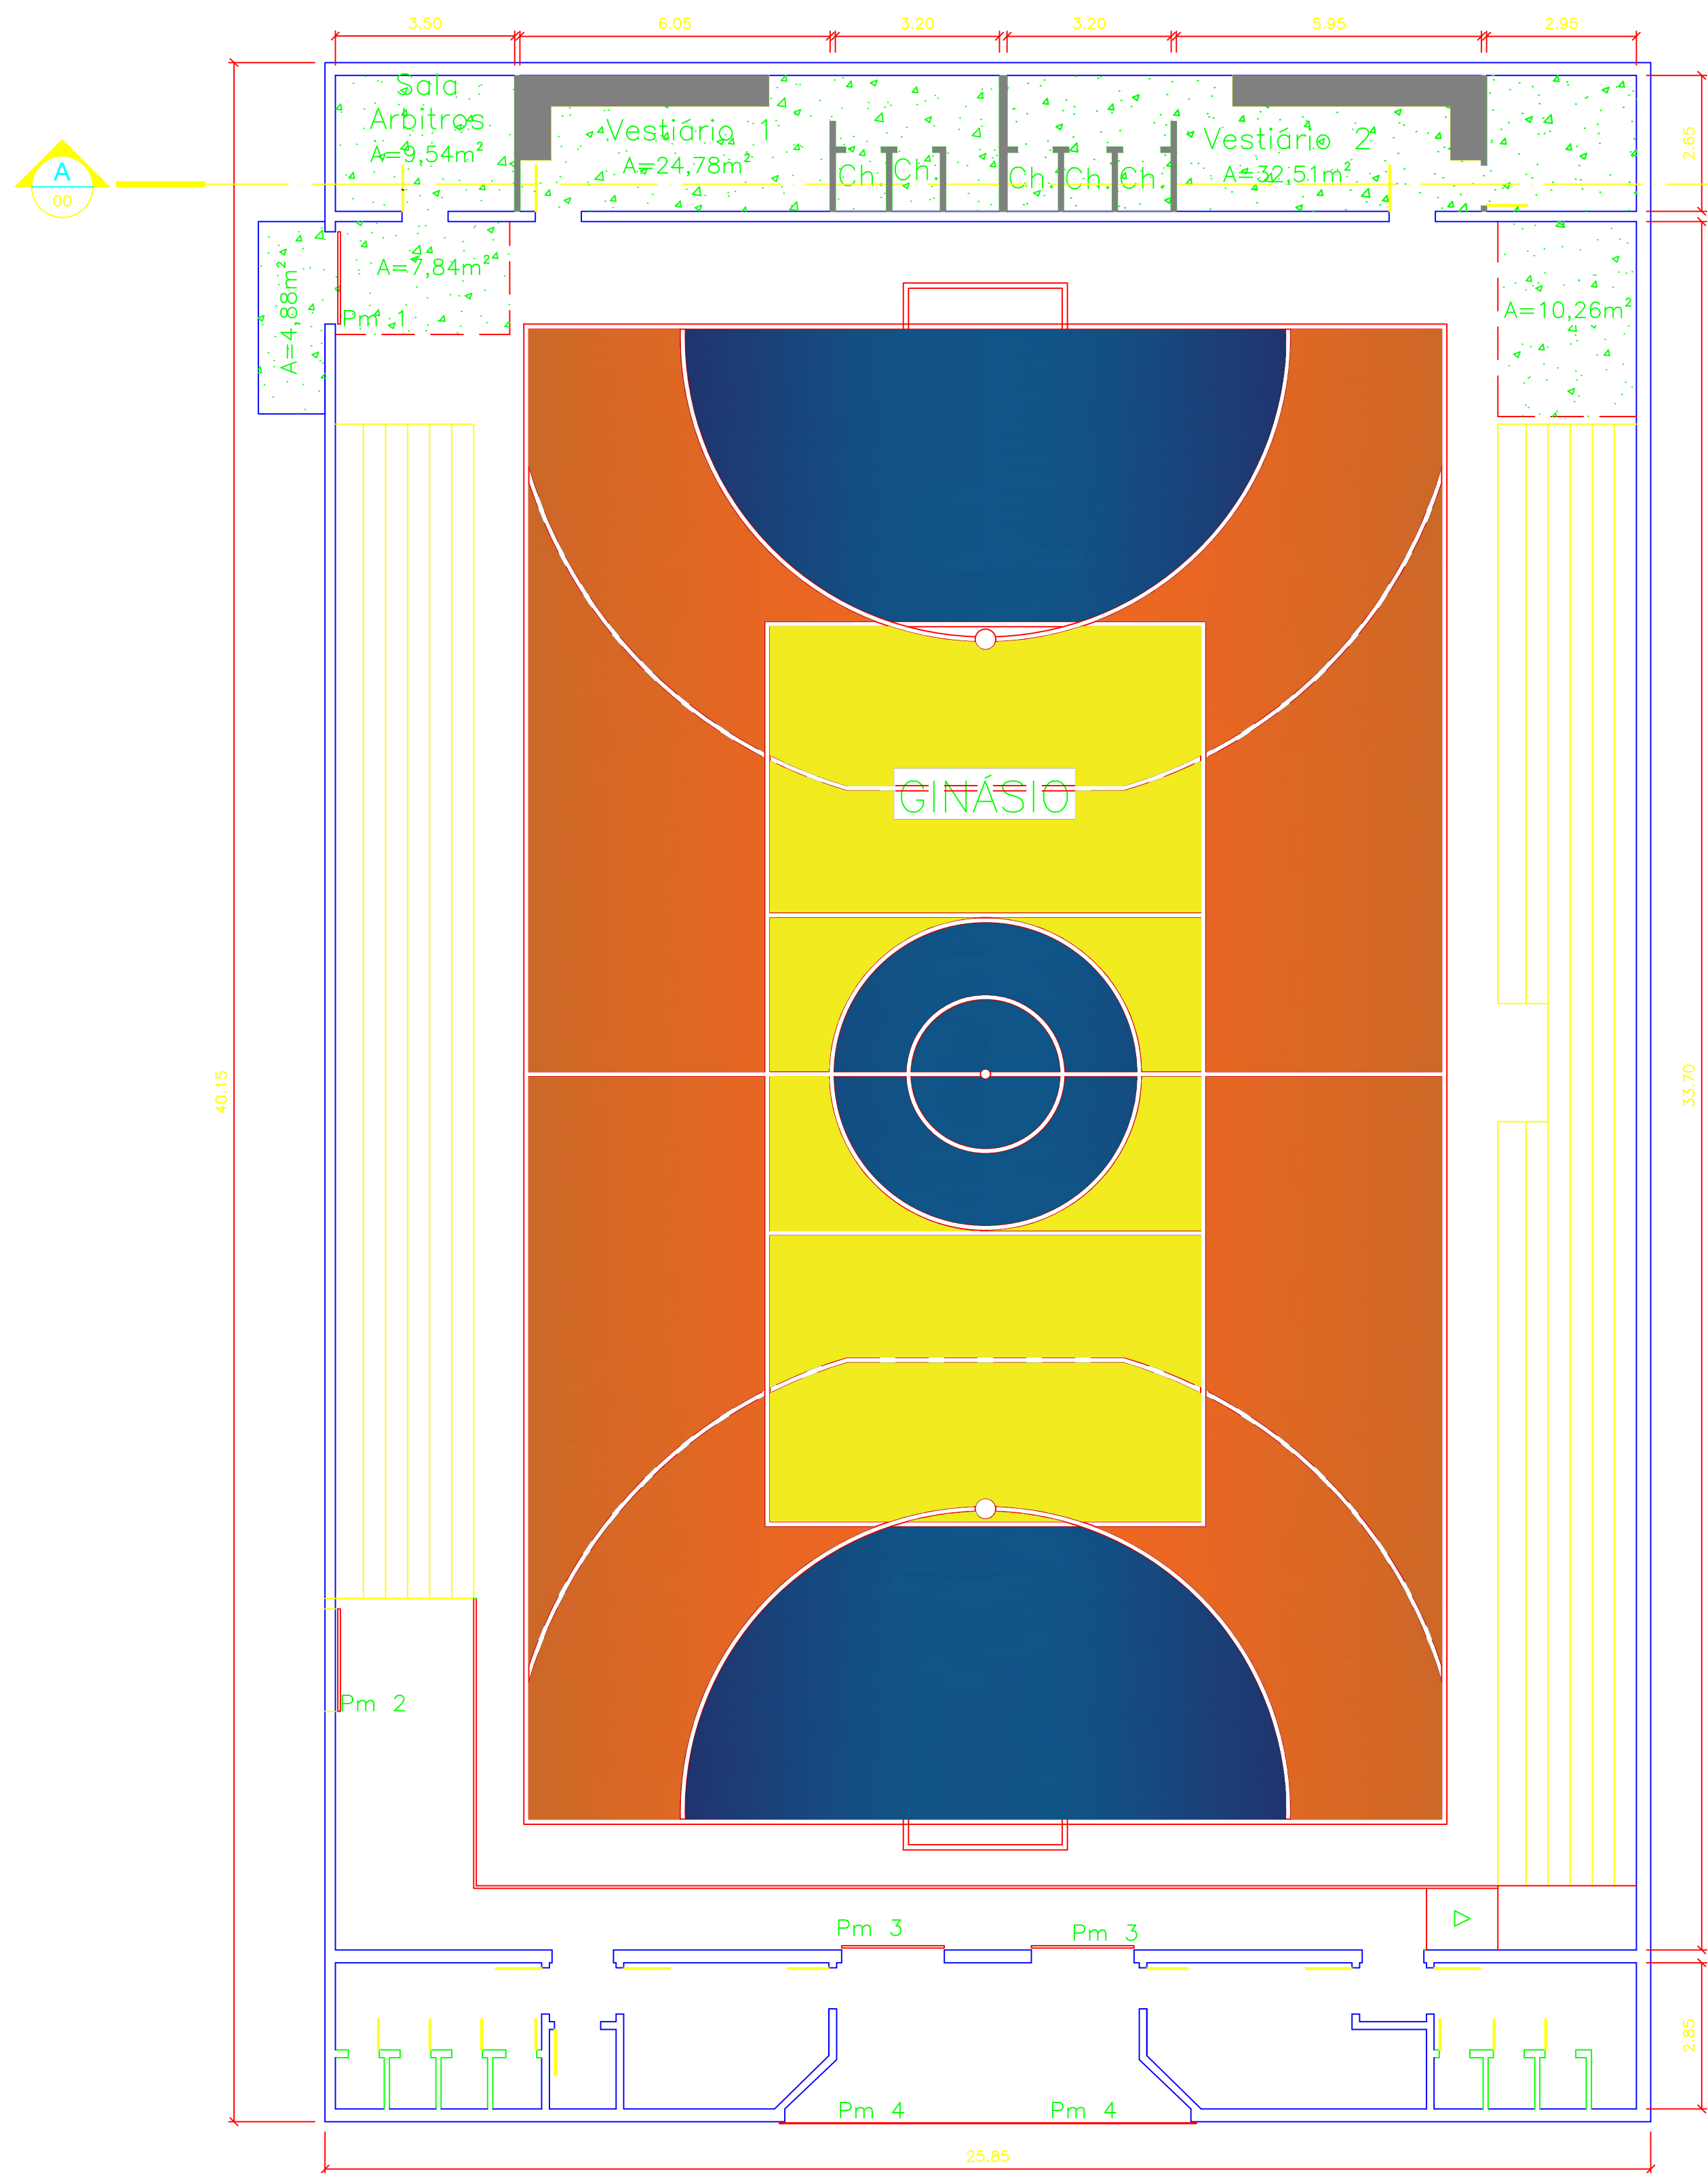 3.50
6.05
3.20
3.20
5.95
2.95
Sala
Arbitros
A=9,54m²
Vestiário 1
A=24,78m²
Ch.
Ch.
Ch.
Ch.
Ch.
Vestiário 2
A=32,51m²
2.65
A
00
A=7,84m²
A=4,88m²
Pm 1
A=10,26m²
GINÁSIO
40.15
33.70
Pm 2
Pm 3
Pm 3
2.85
Pm 4
Pm 4
25.85